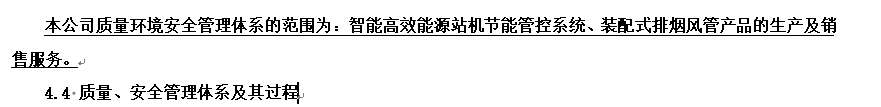 本公司质量环境安全管理体系的范围为：智能高效能源站机节能管控系统、装配式排烟风管产品的生产及销
售服务。
4.4 质量、安全管理体系及其过程